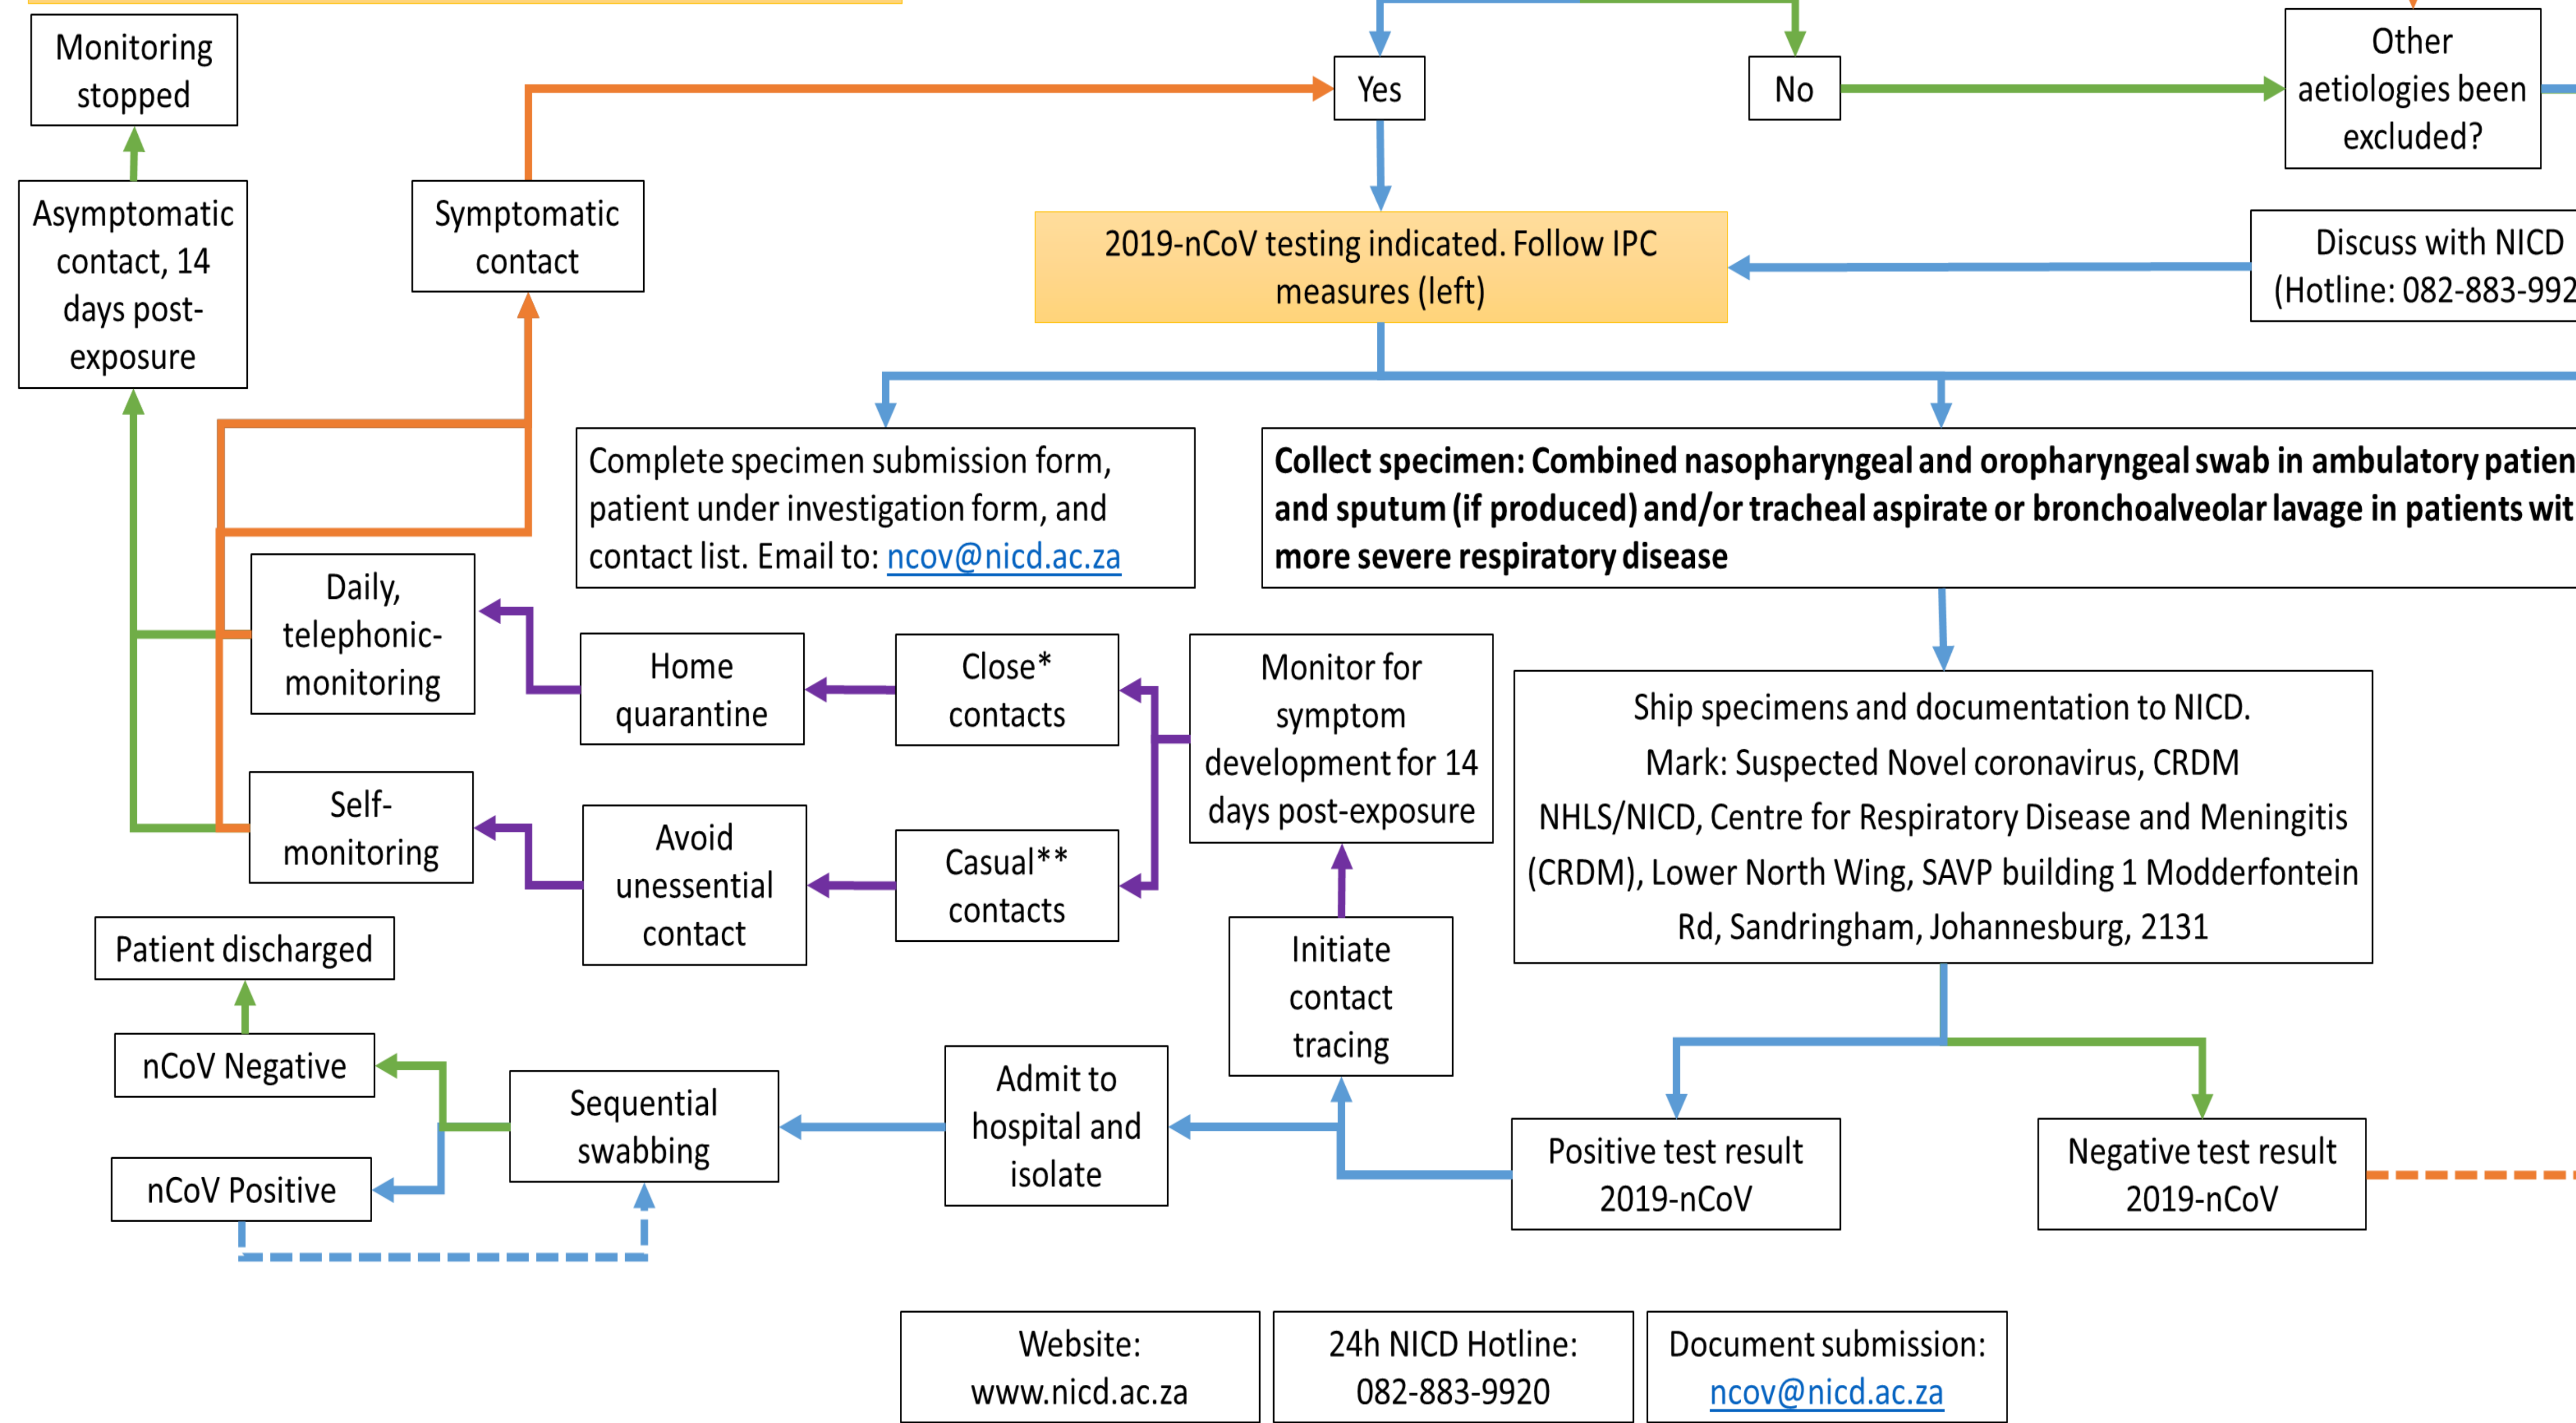 Monitoring
stopped
Yes
No
Other
aetiologies been
excluded?
Asymptomatic
contact, 14
days post-
exposure
Symptomatic
contact
2019-nCoV testing indicated. Follow IPC
measures (left)
Discuss with NICD
(Hotline: 082-883-992
Complete specimen submission form,
patient under investigation form, and
contact list. Email to: ncov@nicd.ac.za
Collect specimen: Combined nasopharyngeal and oropharyngeal swab in ambulatory patien
and sputum (if produced) and/or tracheal aspirate or bronchoalveolar lavage in patients wit
more severe respiratory disease
Daily,
telephonic-
monitoring
Home
quarantine
Close*
contacts
Monitor for
symptom
development for 14
days post-exposure
Ship specimens and documentation to NICD.
Mark: Suspected Novel coronavirus, CRDM
NHLS/NICD, Centre for Respiratory Disease and Meningitis
(CRDM), Lower North Wing, SAVP building 1 Modderfontein
Rd, Sandringham, Johannesburg, 2131
Self-
monitoring
Avoid
unessential
contact
Casual**
contacts
Initiate
contact
tracing
Patient discharged
nCoV Negative
nCoV Positive
Sequential
swabbing
Admit to
hospital and
isolate
Positive test result
2019-nCoV
Negative test result
2019-nCoV
Website:
www.nicd.ac.za
24h NICD Hotline:
082-883-9920
Document submission:
ncov@nicd.ac.za